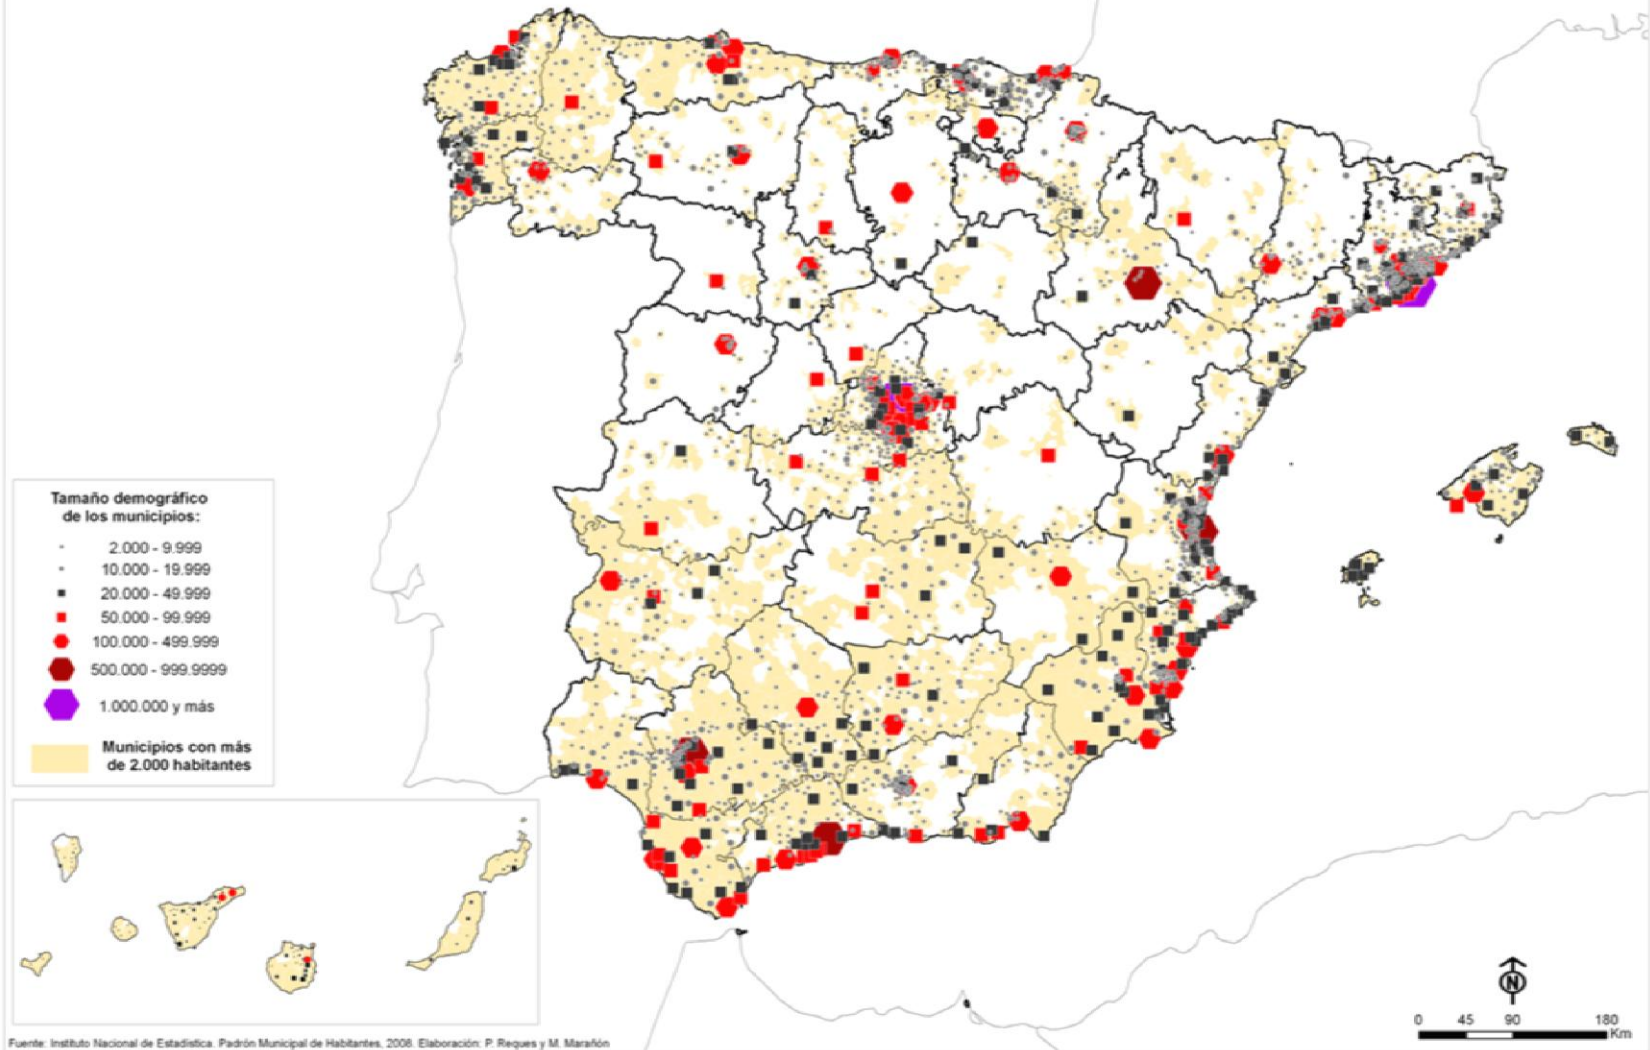 Tamaño demográfico
de los municipios:
2.000 - 9.999
10.000 - 19.999
20.000 - 49.999
50.000 - 99.999
100.000 - 499.999
500.000 - 999.9999
1.000.000 y más
Municipios con más
de 2.000 habitantes
N
0 45 90 180
Km
Fuente: Instituto Nacional de Estadística. Padrón Municipal de Habitantes, 2008. Elaboración: P. Reques y M. Marañón